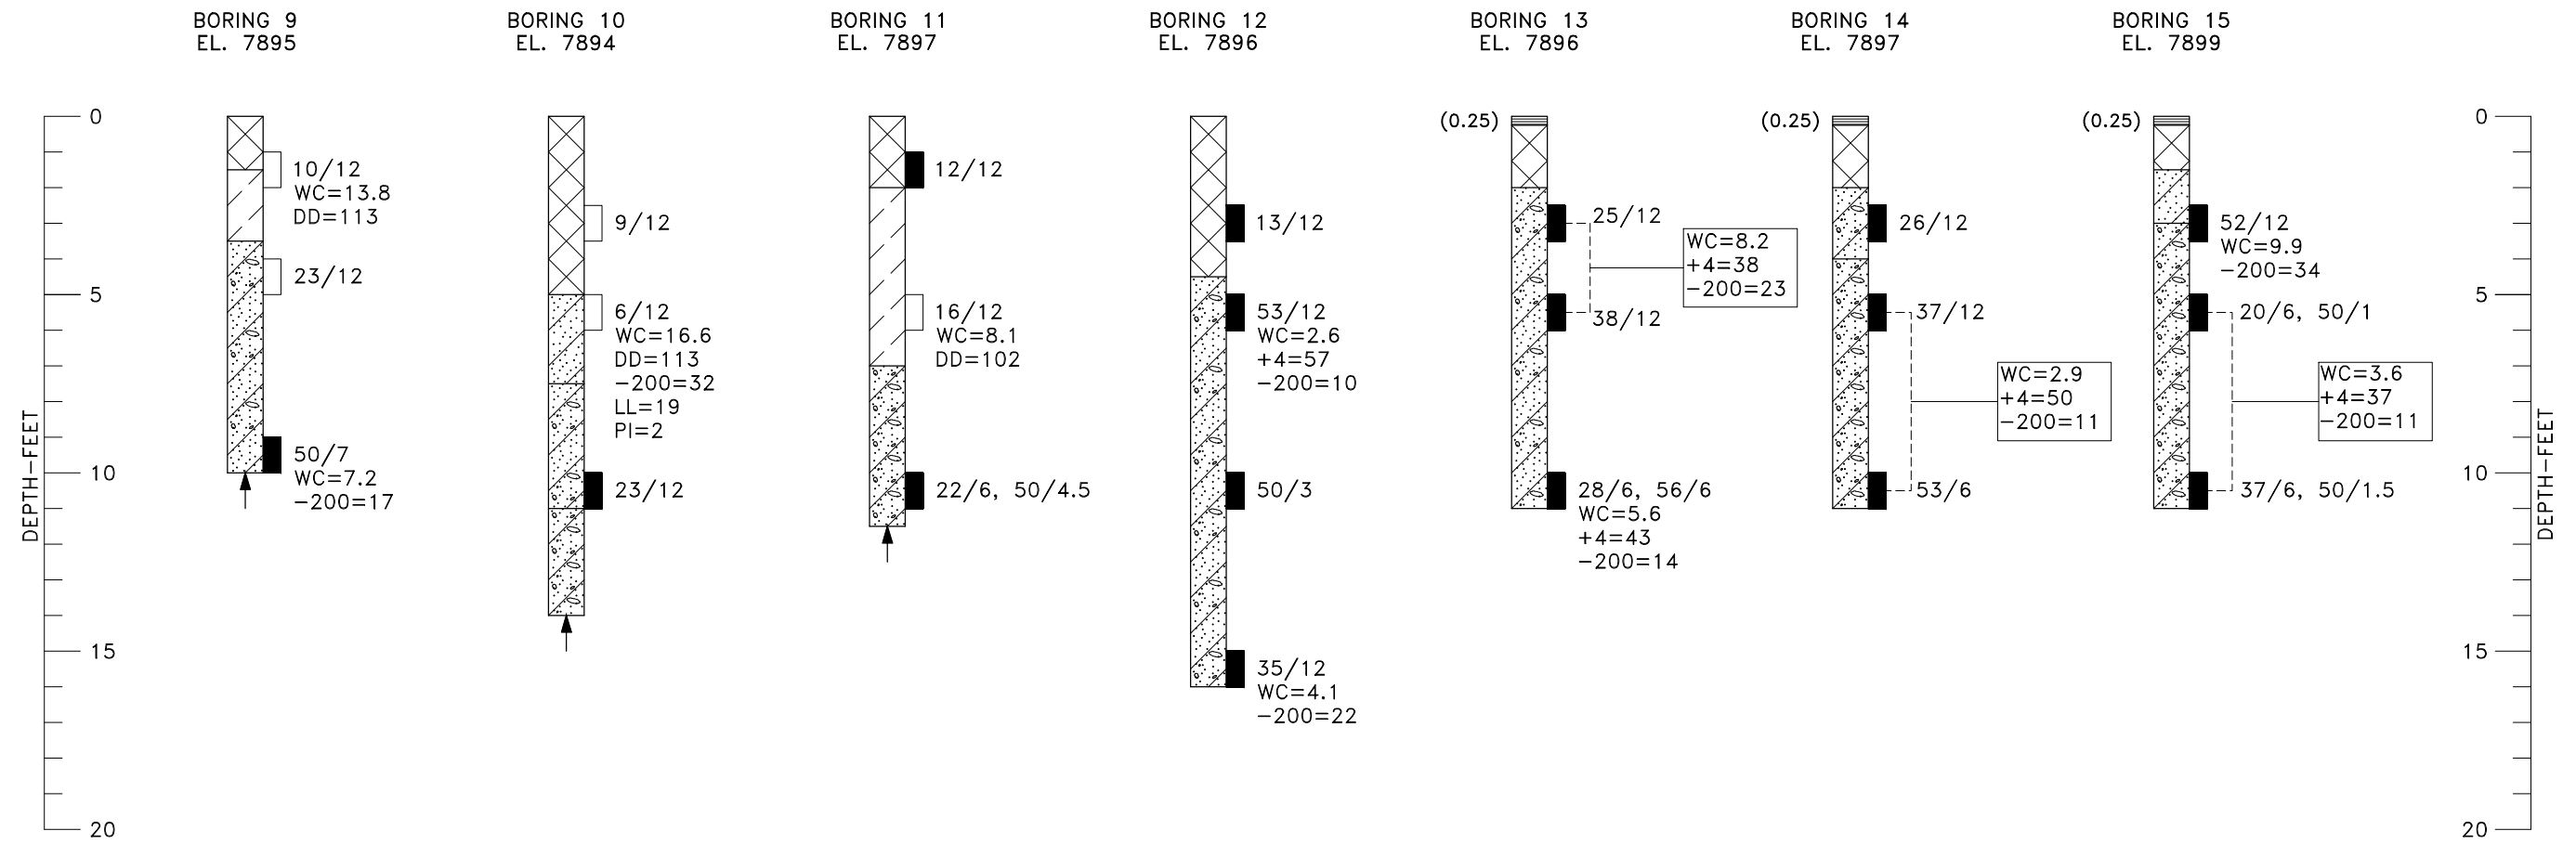 BORING 9
EL. 7895
BORING 10
EL. 7894
BORING 11
EL. 7897
BORING 12
EL. 7896
BORING 13
EL. 7896
BORING 14
EL. 7897
BORING 15
EL. 7899
DEPTH-FEET
0
5
10
15
20
10/12
WC=13.8
DD=113
23/12
50/7
WC=7.2
-200=17
9/12
6/12
WC=16.6
DD=113
-200=32
LL=19
PI=2
23/12
12/12
16/12
WC=8.1
DD=102
22/6, 50/4.5
13/12
53/12
WC=2.6
+4=57
-200=10
50/3
35/12
WC=4.1
-200=22
(0.25)
25/12
38/12
WC=8.2
+4=38
-200=23
28/6, 56/6
WC=5.6
+4=43
-200=14
(0.25)
26/12
37/12
53/6
WC=2.9
+4=50
-200=11
(0.25)
52/12
WC=9.9
-200=34
20/6, 50/1
37/6, 50/1.5
WC=3.6
+4=37
-200=11
0
5
10
15
20
DEPTH-FEET